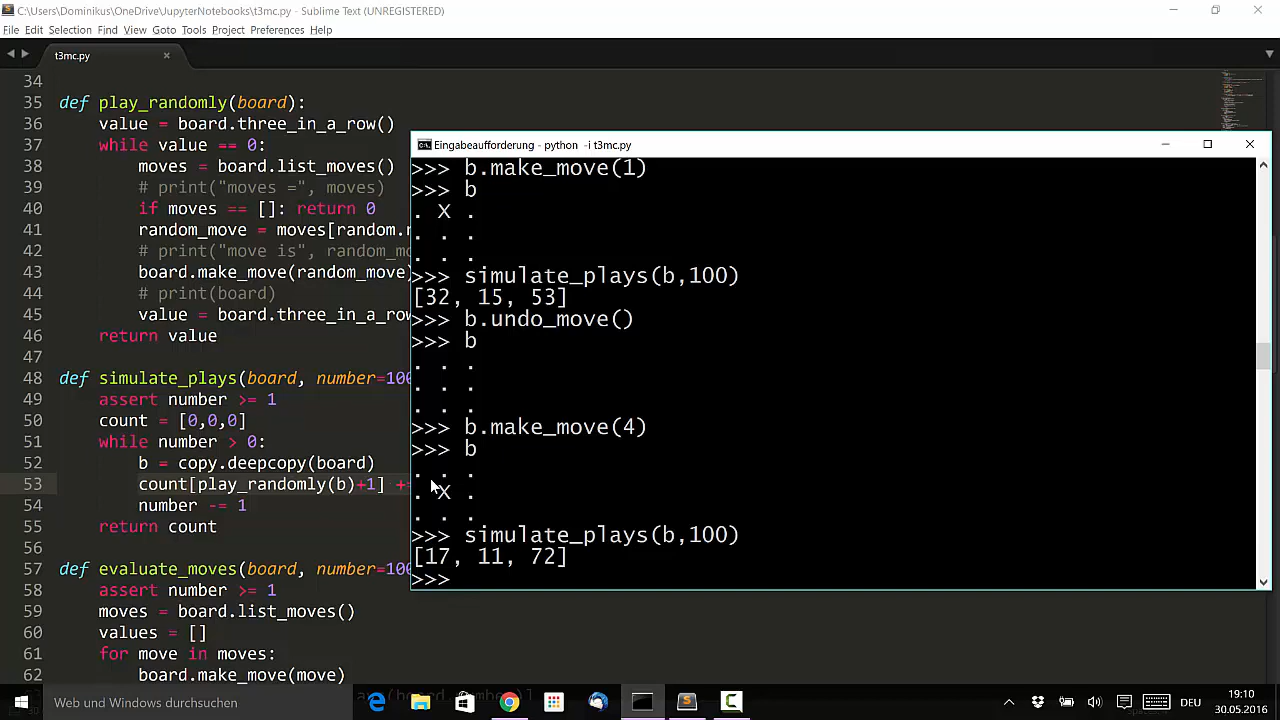 C:\Users\Dominikus\OneDrive\JupyterNotebooks\t3mc.py - Sublime Text (UNREGISTERED)
File Edit Selection Find View Goto Tools Project Preferences Help
t3mc.py
34
35 def play_randomly(board):
36 value = board.three_in_a_row()
37 while value == 0:
38 moves = board.list_moves()
39 # print("moves =", moves)
40 if moves == []: return 0
41 random_move = moves[random.
42 # print("move is", random_mo
43 board.make_move(random_move)
44 # print(board)
45 value = board.three_in_a_row
46 return value
47
48 def simulate_plays(board, number=100
49 assert number >= 1
50 count = [0,0,0]
51 while number > 0:
52 b = copy.deepcopy(board)
53 count[play_randomly(b)+1] +=
54 number -= 1
55 return count
56
57 def evaluate_moves(board, number=100
58 assert number >= 1
59 moves = board.list_moves()
60 values = []
61 for move in moves:
62 board.make_move(move)
Eingabeaufforderung - python -i t3mc.py
>>> b.make_move(1)
>>> b
. X .
. . .
. . .
>>> simulate_plays(b,100)
[32, 15, 53]
>>> b.undo_move()
>>> b
. . .
. . .
. . .
>>> b.make_move(4)
>>> b
. . .
. X .
. . .
>>> simulate_plays(b,100)
[17, 11, 72]
>>>
Web und Windows durchsuchen
DEU
19:10
30.05.2016